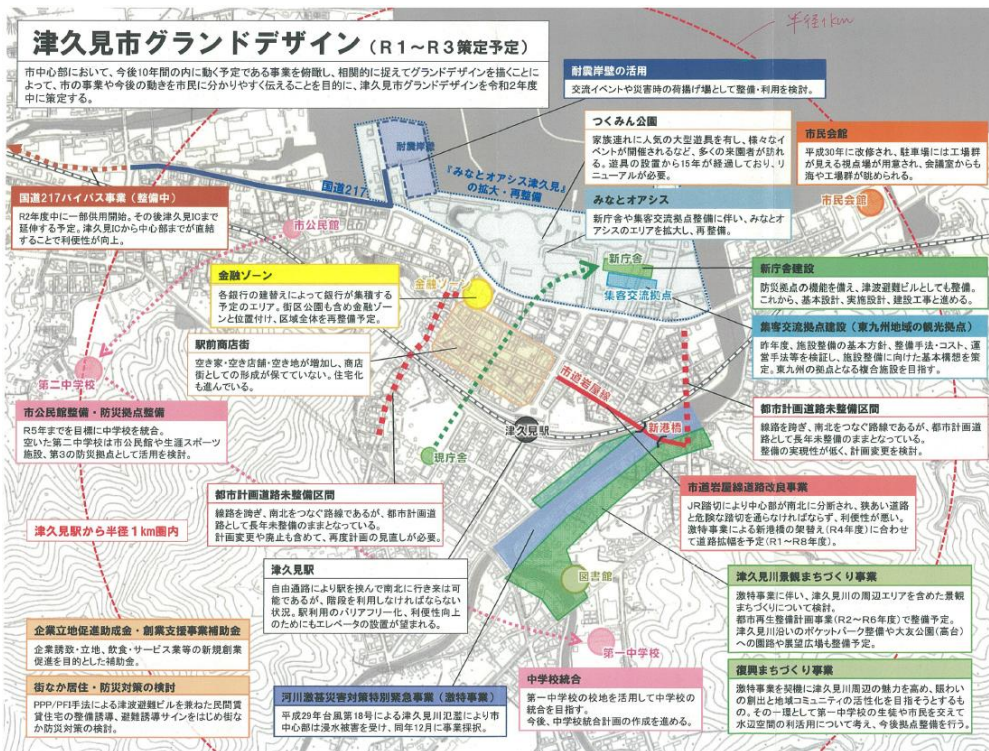 津久見市グランドデザイン（R１～R３策定予定）
市中心部において、今後10年間の内に動く予定である事業を俯瞰し、相関的に捉えてグランドデザインを描くことに
よって、市の事業や今後の動きを市民に分かりやすく伝えることを目的に、津久見市グランドデザインを令和2年度
中に策定する。
半径1km
耐震岸壁の活用
交流イベントや災害時の荷揚げ場として整備・利用を検討。
つくみん公園
家族連れに人気の大型遊具を有し、様々なイ
ベントが開催されるなど、多くの来園者が訪れ
る。遊具の設置から15年が経過しており、リ
ニューアルが必要。
市民会館
平成30年に改修され、駐車場には工場群
が見える視点場が用意され、会議室からも
海や工場群が眺められる。
耐震岸壁
『みなとオアシス津久見』
の拡大・再整備
国道217
国道217バイパス事業（整備中）
R2年度中に一部供用開始。その後津久見ICまで
延伸する予定。津久見ICから中心部までが直結
することで利便性が向上。
みなとオアシス
新庁舎や集客交流拠点整備に伴い、みなとオ
アシスのエリアを拡大し、再整備。
市民会館
市公民館
新庁舎
集客交流拠点
新庁舎建設
防災拠点の機能を備え、津波避難ビルとしても整備。
これから、基本設計、実施設計、建設工事と進める。
金融ゾーン
各銀行の建替えによって銀行が集積する
予定のエリア。街区公園も含め金融ゾー
ンと位置付け、区域全体を再整備予定。
金融ゾーン
集客交流拠点建設（東九州地域の観光拠点）
昨年度、施設整備の基本方針、整備手法・コスト、運
営手法等を検証し、施設整備に向けた基本構想を策
定。東九州の拠点となる複合施設を目指す。
駅前商店街
空き家・空き店舗・空き地が増加し、商店
街としての形成が保てていない。住宅化
も進んでいる。
第二中学校
市道岩屋線
新港橋
都市計画道路未整備区間
線路を跨ぎ、南北をつなぐ路線であるが、都市計画道
路として長年未整備のままとなっている。
整備の実現性が低く、計画変更を検討。
市公民館整備・防災拠点整備
R5年までを目標に中学校を統合。
空いた第二中学校は市公民館や生涯スポーツ
施設、第3の防災拠点として活用を検討。
津久見駅
現庁舎
都市計画道路未整備区間
線路を跨ぎ、南北をつなぐ路線であるが、都市計画道
路として長年未整備のままとなっている。
計画変更や廃止も含めて、再度計画の見直しが必要。
市道岩屋線道路改良事業
JR踏切により中心部が南北に分断され、狭あい道路
と危険な踏切を通らなければならず、利便性が悪い。
激特事業による新港橋の架替え（R4年度）に合わせ
て道路拡幅を予定（R1～R8年度）。
津久見駅から半径１km圏内
津久見駅
自由通路により駅を挟んで南北に行き来は可
能であるが、階段を利用しなければならない
状況。駅利用のバリアフリー化、利便性向上
のためにもエレベータの設置が望まれる。
図書館
津久見川景観まちづくり事業
激特事業に伴い、津久見川の周辺エリアを含めた景観
まちづくりについて検討。
都市再生整備計画事業（R2～R6年度）で整備予定。
津久見川沿いのポケットパーク整備や大友公園（高台）
への園路や展望広場も整備予定。
企業立地促進助成金・創業支援事業補助金
企業誘致・立地、飲食・サービス業等の新規創業
促進を目的とした補助金。
第一中学校
街なか居住・防災対策の検討
PPP/PFI手法による津波避難ビルを兼ねた民間賃
貸住宅の整備誘導、避難誘導サインをはじめ街な
か防災対策の検討。
河川激甚災害対策特別緊急事業（激特事業）
平成29年台風第18号による津久見川氾濫により市
中心部は浸水被害を受け、同年12月に事業採択。
中学校統合
第一中学校の校地を活用して中学校の
統合を目指す。
今後、中学校統合計画の作成を進める。
復興まちづくり事業
激特事業を契機に津久見川周辺の魅力を高め、賑わい
の創出と地域コミュニティの活性化を目指そうとするも
の。その一環として第一中学校の生徒や市民を交えて
水辺空間の利活用について考え、今後拠点整備を行う。